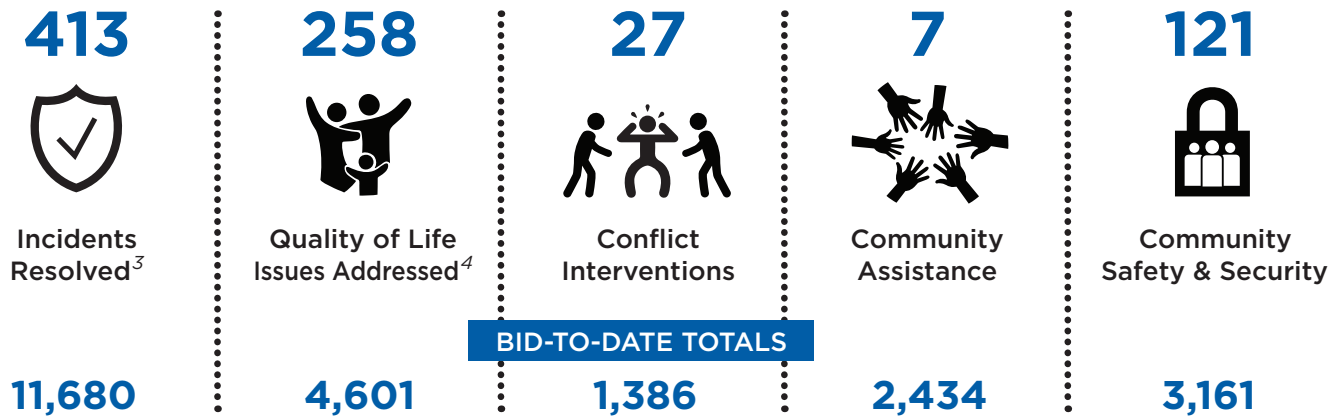 413 258 27 7 121
Incidents Quality of Life Conflict Community Community
Resolved3 Issues Addressed4 Interventions Assistance Safety & Security
BID-TO-DATE TOTALS
11,680 4,601 1,386 2,434 3,161